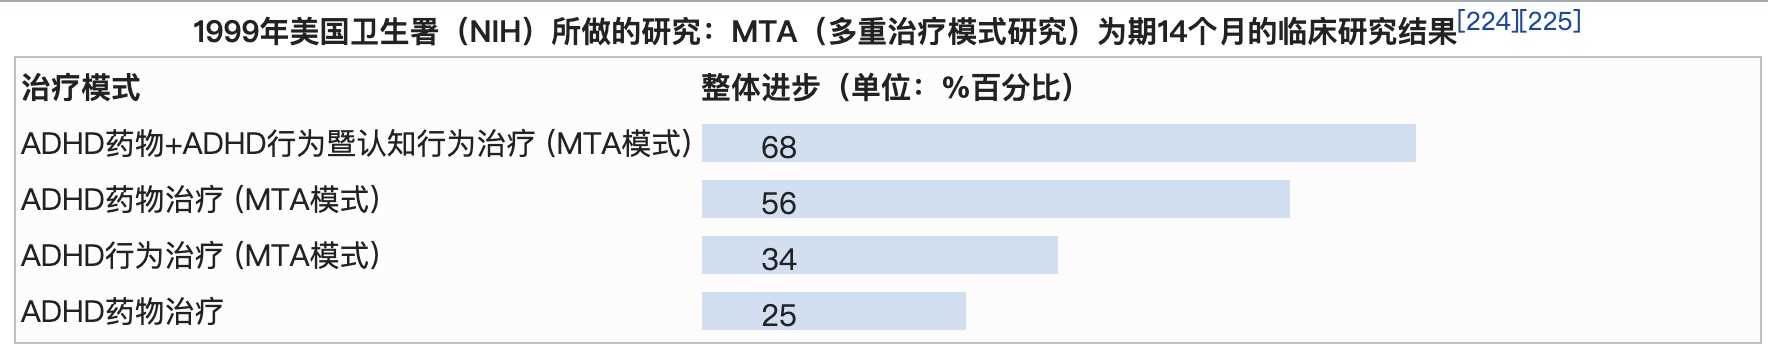 1999年美国卫生署（NIH）所做的研究：MTA（多重治疗模式研究）为期14个月的临床研究结果[224][225]
治疗模式 整体进步（单位：%百分比）
ADHD药物+ADHD行为暨认知行为治疗 (MTA模式) 68
ADHD药物治疗 (MTA模式) 56
ADHD行为治疗 (MTA模式) 34
ADHD药物治疗 25